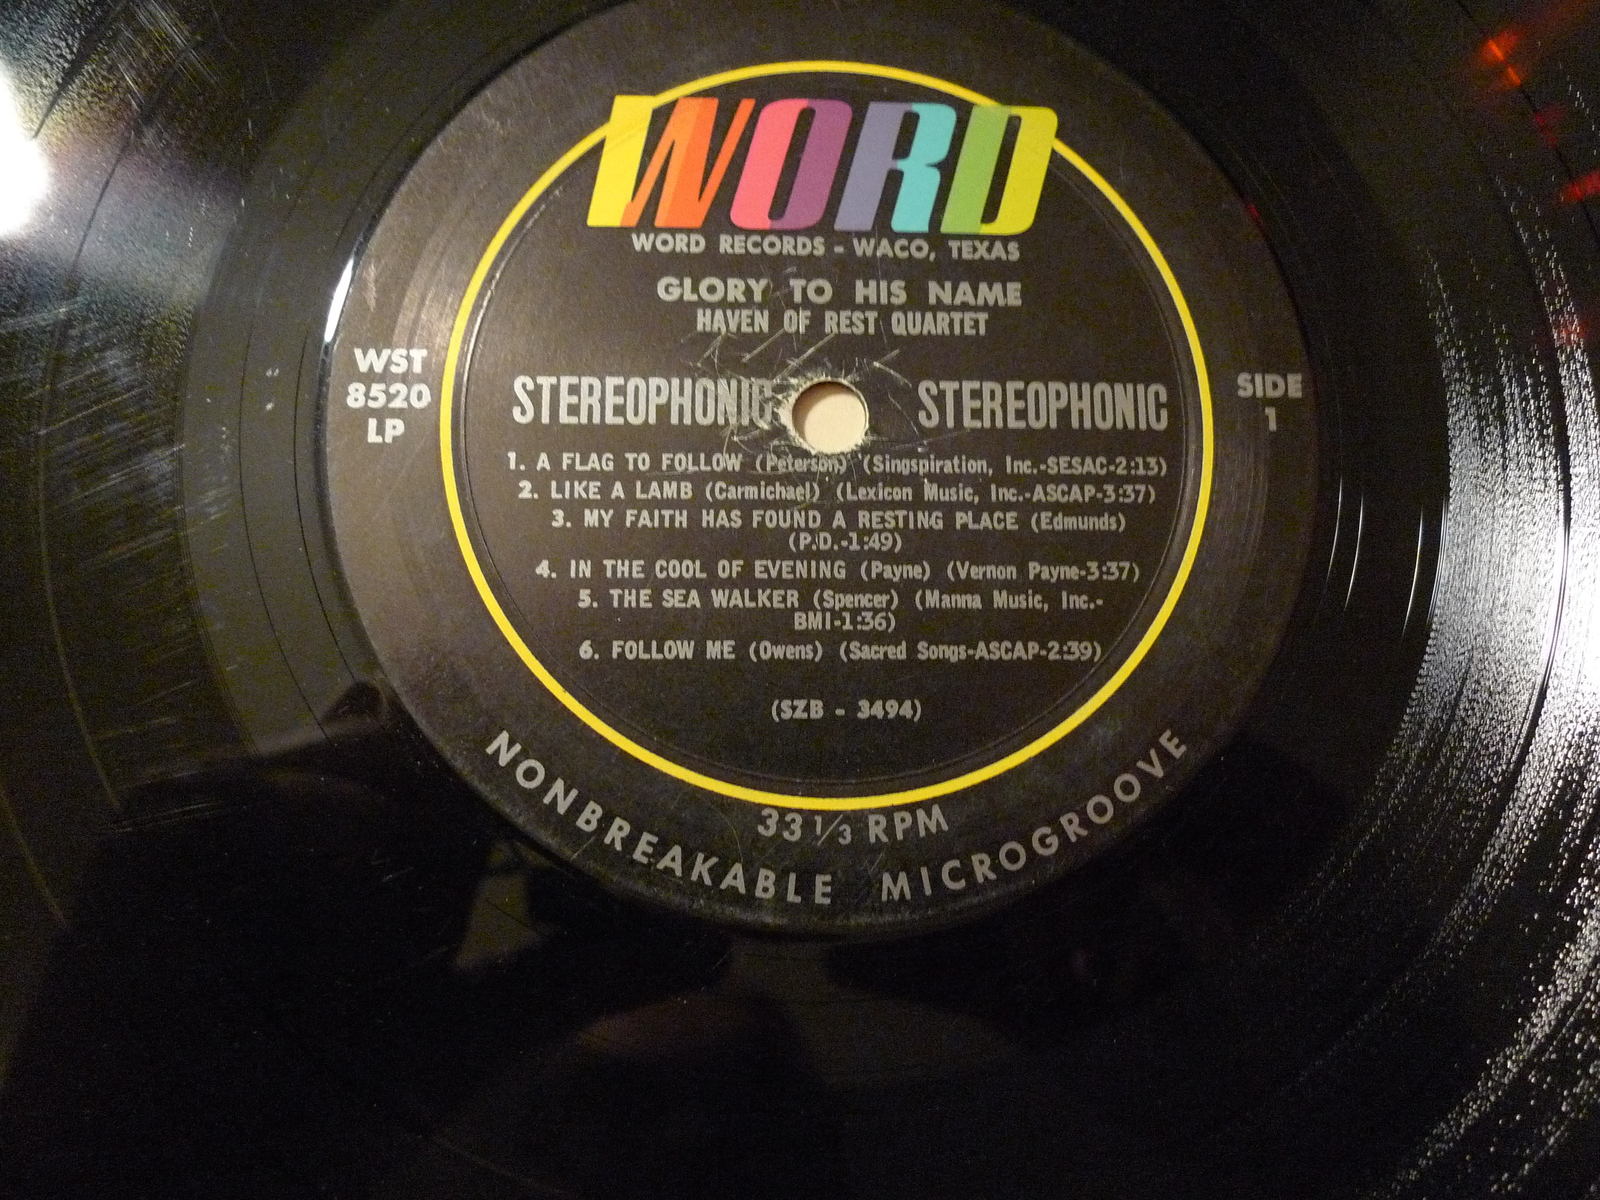 WORD
WORD RECORDS - WACO, TEXAS
GLORY TO HIS NAME
HAVEN OF REST QUARTET
WST
8520
LP
STEREOPHONIC STEREOPHONIC
SIDE
1
1. A FLAG TO FOLLOW (Peterson) (Singspiration, Inc.-SESAC-2:13)
2. LIKE A LAMB (Carmichael) (Lexicon Music, Inc.-ASCAP-3:37)
3. MY FAITH HAS FOUND A RESTING PLACE (Edmunds)
(P.D.-1:49)
4. IN THE COOL OF EVENING (Payne) (Vernon Payne-3:37)
5. THE SEA WALKER (Spencer) (Manna Music, Inc.-
BMI-1:36)
6. FOLLOW ME (Owens) (Sacred Songs-ASCAP-2:39)
(SZB - 3494)
33 1/3 RPM
NONBREAKABLE MICROGROOVE